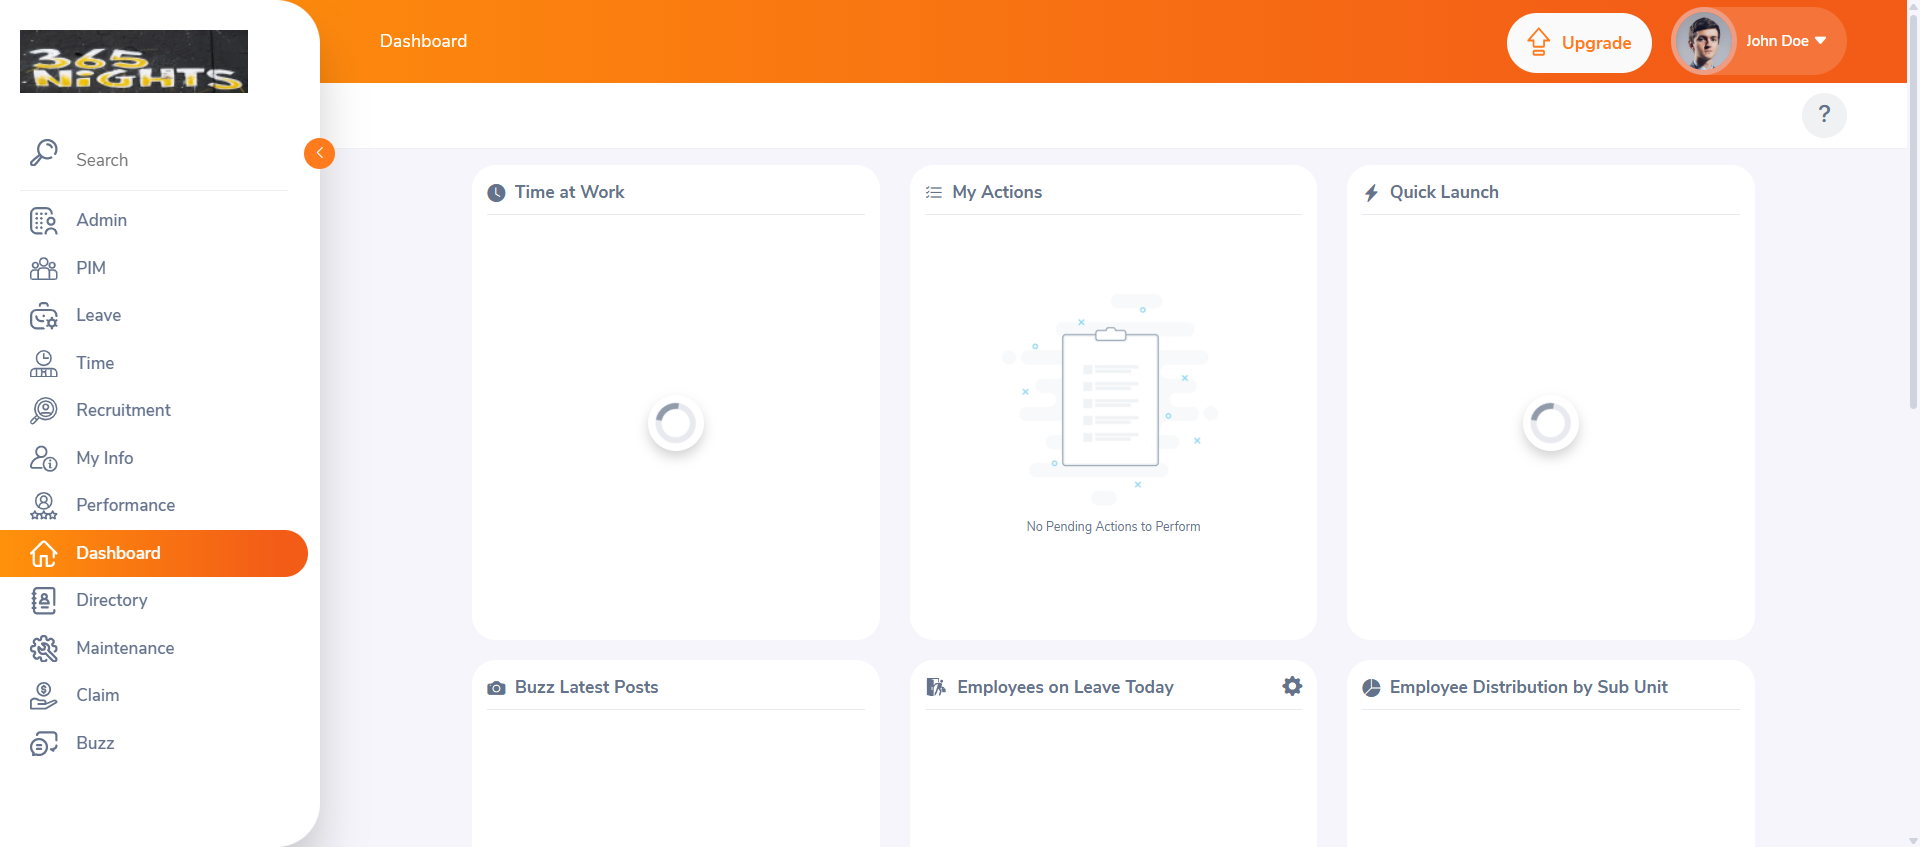 365
NiGHTS
Dashboard
Upgrade
John Doe
?
Search
Admin
PIM
Leave
Time
Recruitment
My Info
Performance
Dashboard
Directory
Maintenance
Claim
Buzz
Time at Work
My Actions
No Pending Actions to Perform
Quick Launch
Buzz Latest Posts
Employees on Leave Today
Employee Distribution by Sub Unit